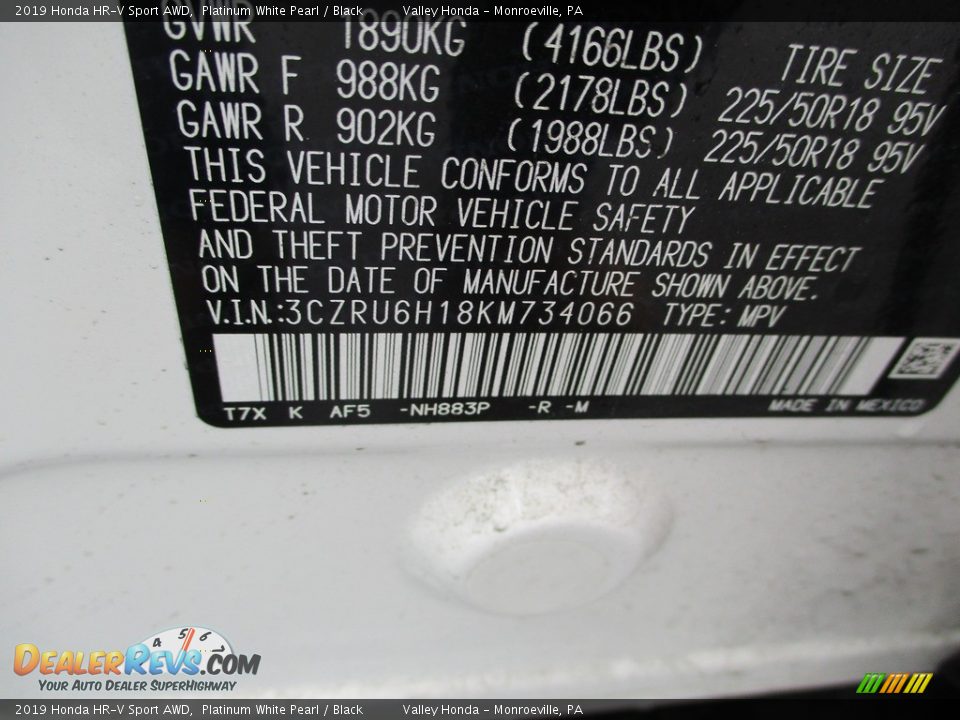 2019 Honda HR-V Sport AWD, Platinum White Pearl / Black Valley Honda - Monroeville, PA
GVWR 1890KG (4166LBS) TIRE SIZE
GAWR F 988KG (2178LBS) 225/50R18 95V
GAWR R 902KG (1988LBS) 225/50R18 95V
THIS VEHICLE CONFORMS TO ALL APPLICABLE
FEDERAL MOTOR VEHICLE SAFETY
AND THEFT PREVENTION STANDARDS IN EFFECT
ON THE DATE OF MANUFACTURE SHOWN ABOVE.
V.I.N.:3CZRU6H18KM734066 TYPE: MPV
T7X K AF5 -NH883P -R -M MADE IN MEXICO
4 5 6
DEALERREVS.COM
YOUR AUTO DEALER SUPERHIGHWAY
2019 Honda HR-V Sport AWD, Platinum White Pearl / Black Valley Honda - Monroeville, PA